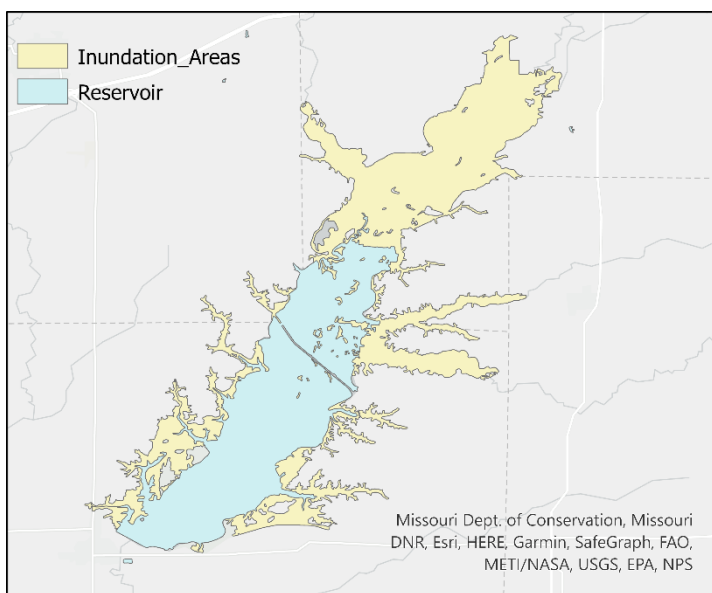 Inundation_Areas
Reservoir
Missouri Dept. of Conservation, Missouri
DNR, Esri, HERE, Garmin, SafeGraph, FAO,
METI/NASA, USGS, EPA, NPS